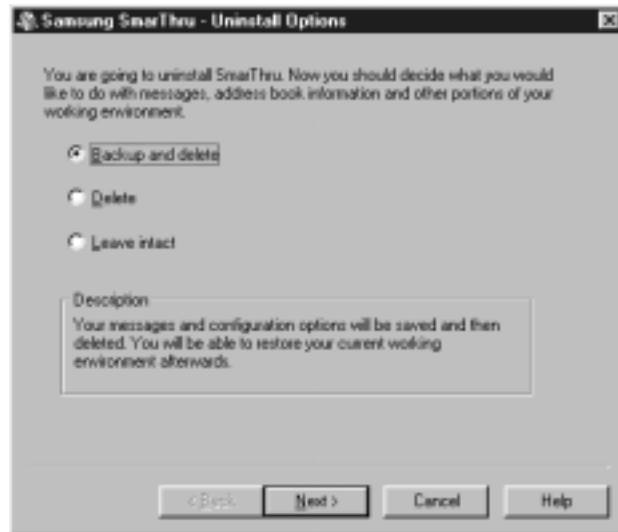 Samsung SmarThru - Uninstall Options
You are going to uninstall SmarThru. Now you should decide what you would
like to do with messages, address book information and other portions of your
working environment.
Backup and delete
Delete
Leave intact
Description
Your messages and configuration options will be saved and then
deleted. You will be able to restore your current working
environment afterwards.
< Back Next > Cancel Help